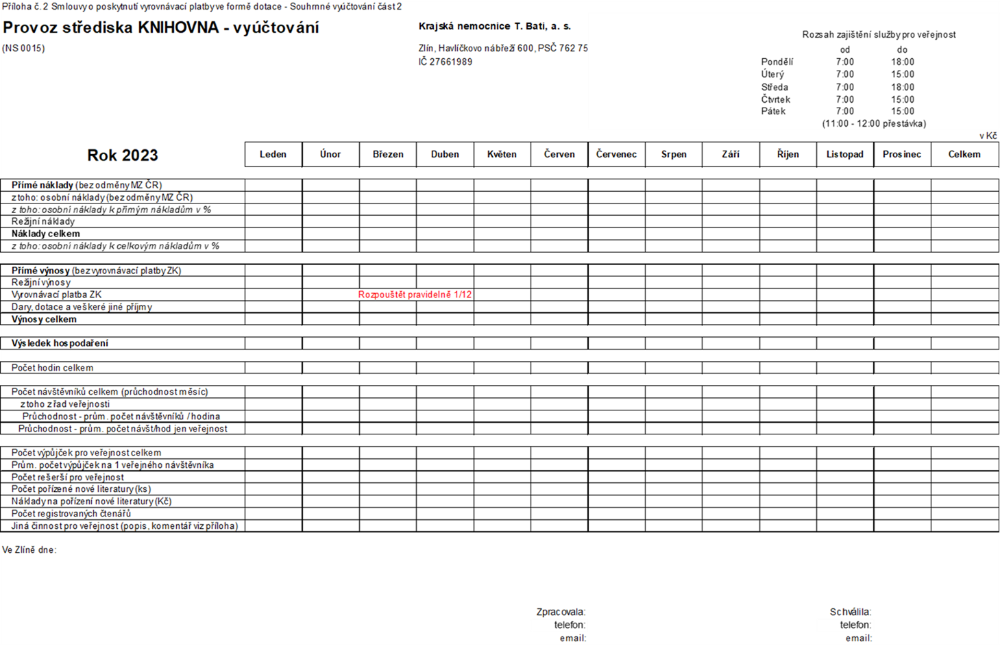 Příloha č. 2 Smlouvy o poskytnutí vyrovnávací platby ve formě dotace - Souhrnné vyúčtování část 2
Provoz střediska KNIHOVNA - vyúčtování
Krajská nemocnice T. Bati, a. s.
(NS 0015)
Zlín, Havlíčkovo nábřeží 600, PSČ 762 75
IČ 27661989
Rozsah zajištění služby pro veřejnost
od do
Pondělí 7:00 18:00
Úterý 7:00 15:00
Středa 7:00 18:00
Čtvrtek 7:00 15:00
Pátek 7:00 15:00
(11:00 - 12:00 přestávka)
v Kč
Rok 2023 Leden Únor Březen Duben Květen Červen Červenec Srpen Září Říjen Listopad Prosinec Celkem
Přímé náklady (bez odměny MZ ČR)
z toho: osobní náklady (bez odměny MZ ČR)
z toho: osobní náklady k přímým nákladům v %
Režijní náklady
Náklady celkem
z toho: osobní náklady k celkovým nákladům v %
Přímé výnosy (bez vyrovnávací platby ZK)
Režijní výnosy
Vyrovnávací platba ZK Rozpouštět pravidelně 1/12
Dary, dotace a veškeré jiné příjmy
Výnosy celkem
Výsledek hospodaření
Počet hodin celkem
Počet návštěvníků celkem (průchodnost měsíc)
z toho z řad veřejnosti
Průchodnost - prům. počet návštěvníků / hodina
Průchodnost - prům. počet návšt/hod jen veřejnost
Počet výpůjček pro veřejnost celkem
Prům. počet výpůjček na 1 veřejného návštěvníka
Počet rešerší pro veřejnost
Počet pořízené nové literatury (ks)
Náklady na pořízení nové literatury (Kč)
Počet registrovaných čtenářů
Jiná činnost pro veřejnost (popis, komentář viz příloha)
Ve Zlíně dne:
Zpracovala: Schválila:
telefon: telefon:
email: email: